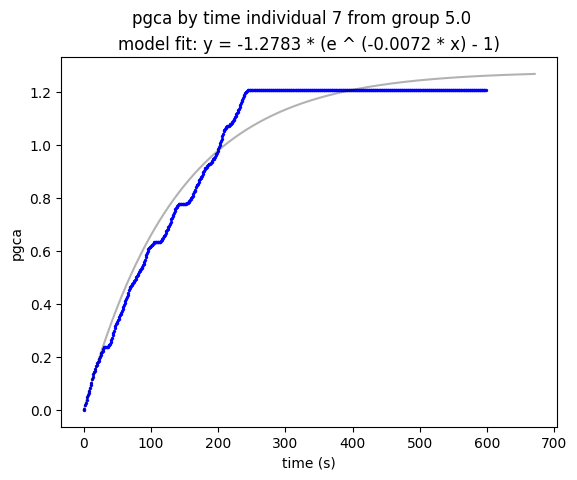 pgca by time individual 7 from group 5.0
model fit: y = -1.2783 * (e ^ (-0.0072 * x) - 1)
1.2
1.0
0.8
0.6
0.4
0.2
0.0
pgca
0 100 200 300 400 500 600 700
time (s)